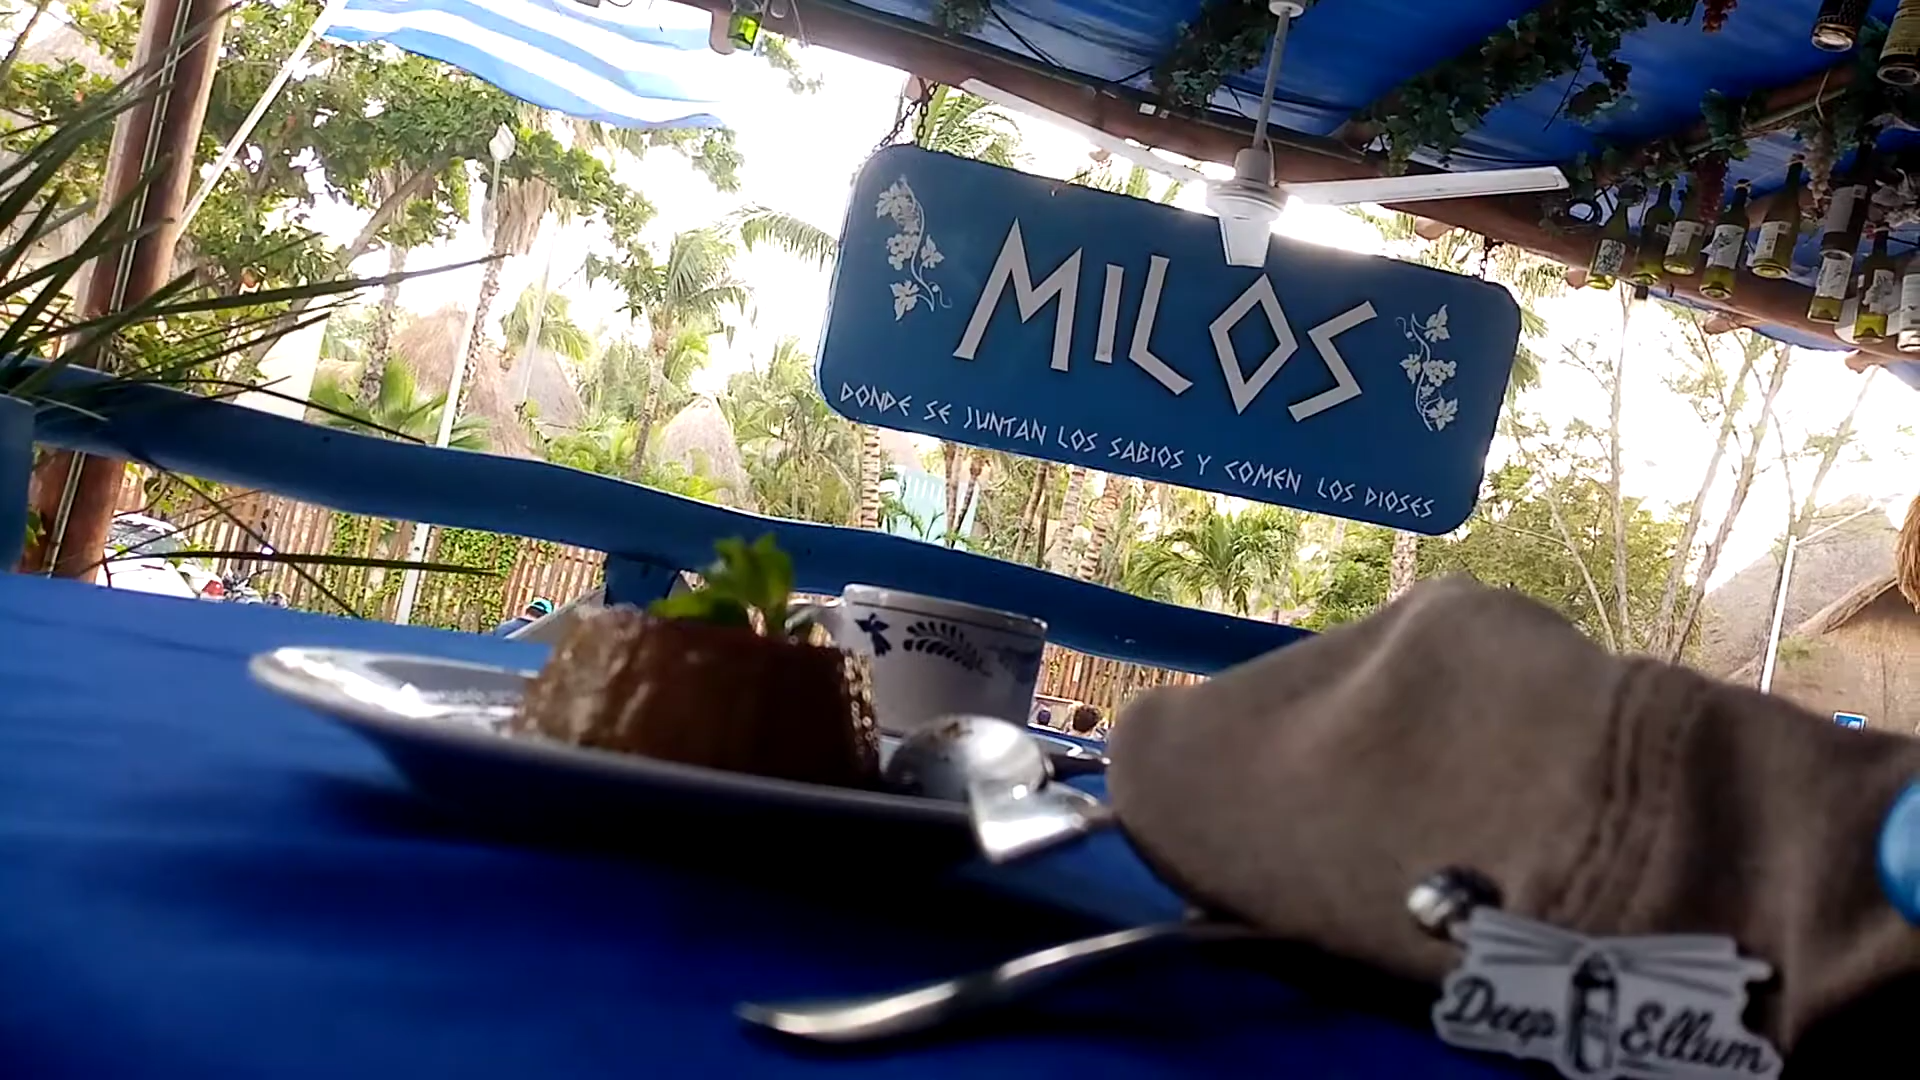 MILOS
DONDE SE JUNTAN LOS SABIOS Y COMEN LOS DIOSES
Deep Ellum